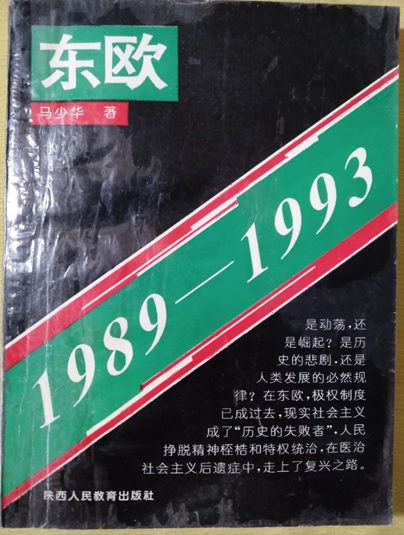 东欧
马少华 著
1989—1993
是动荡，还
是崛起？是历
史的悲剧，还是
人类发展的必然规
律？在东欧，极权制度
已成过去，现实社会主义
成了“历史的失败者”，人民
挣脱精神桎梏和特权统治，在医治
社会主义后遗症中，走上了复兴之路。
陕西人民教育出版社